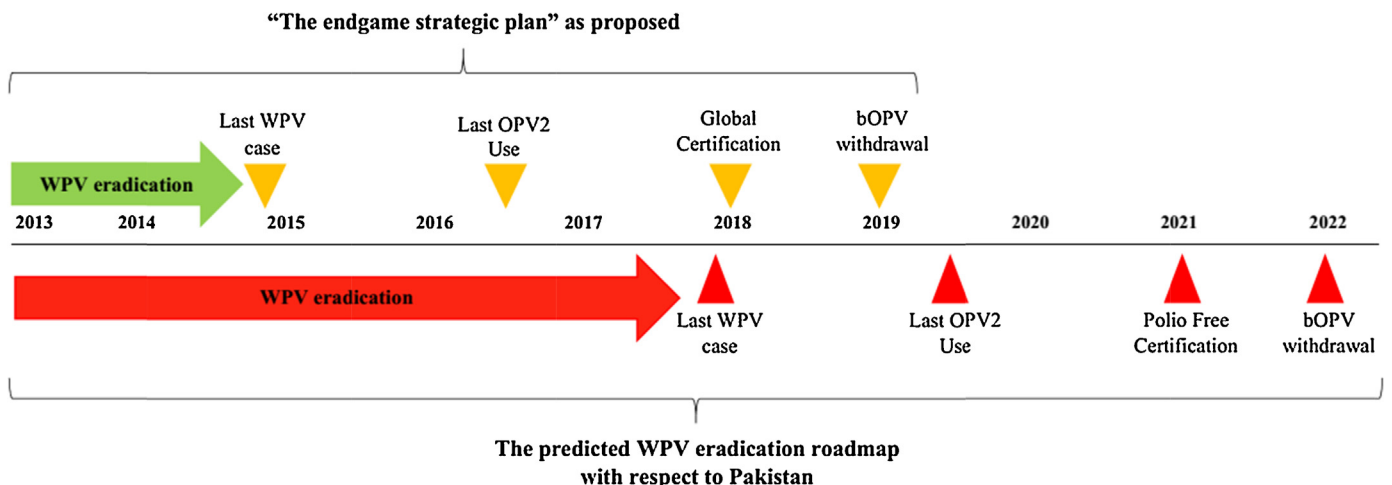 “The endgame strategic plan” as proposed
Last WPV
case
Last OPV2
Use
Global
Certification
bOPV
withdrawal
WPV eradication
2013 2014 2015 2016 2017 2018 2019 2020 2021 2022
WPV eradication
Last WPV
case
Last OPV2
Use
Polio Free
Certification
bOPV
withdrawal
The predicted WPV eradication roadmap
with respect to Pakistan